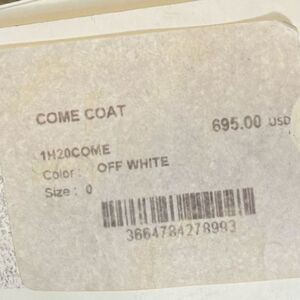 COME COAT
695.00 USD
1H20COME
Color : OFF WHITE
Size : 0
3664784278993